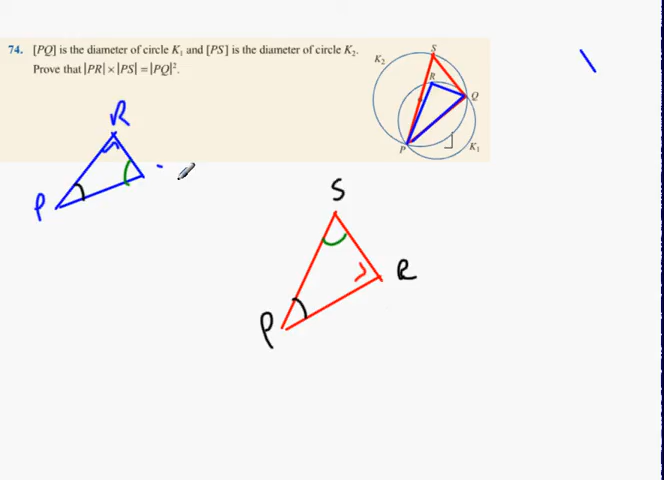 74. [PQ] is the diameter of circle K₁ and [PS] is the diameter of circle K₂.
Prove that |PR| × |PS| = |PQ|².
K₂
S
R
Q
P
K₁
R
P
S
R
P